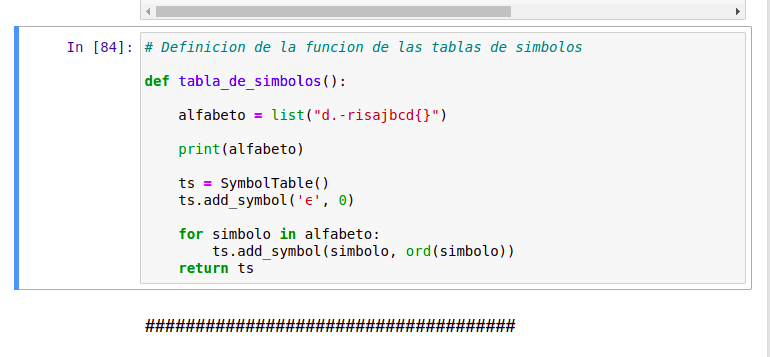 In [84]: # Definicion de la funcion de las tablas de simbolos
def tabla_de_simbolos():
alfabeto = list("d.-risajbcd{}")
print(alfabeto)
ts = SymbolTable()
ts.add_symbol('ϵ', 0)
for simbolo in alfabeto:
ts.add_symbol(simbolo, ord(simbolo))
return ts
#####################################